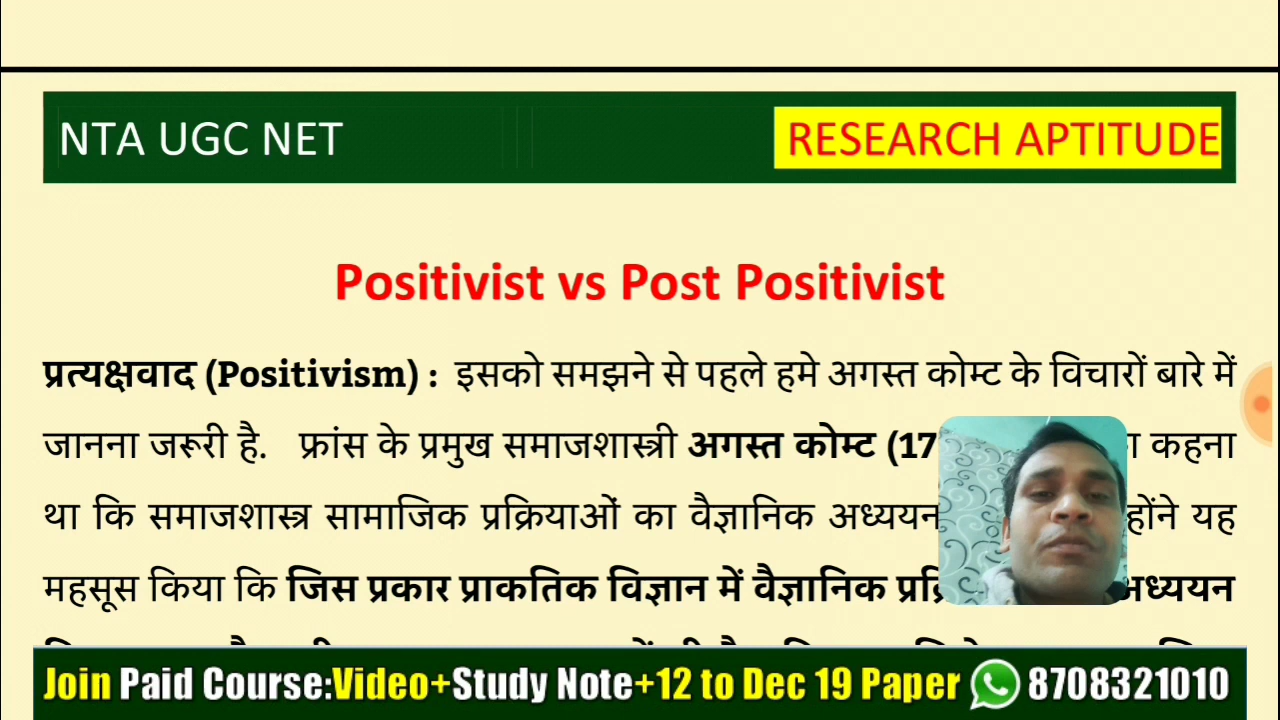 NTA UGC NET
RESEARCH APTITUDE
Positivist vs Post Positivist
प्रत्यक्षवाद (Positivism) : इसको समझने से पहले हमे अगस्त कोम्ट के विचारों बारे में
जानना जरूरी है. फ्रांस के प्रमुख समाजशास्त्री अगस्त कोम्ट (17 कहना
था कि समाजशास्त्र सामाजिक प्रक्रियाओं का वैज्ञानिक अध्ययन यह
महसूस किया कि जिस प्रकार प्राकतिक विज्ञान में वैज्ञानिक अध्ययन
Join Paid Course:Video+Study Note+12 to Dec 19 Paper 8708321010